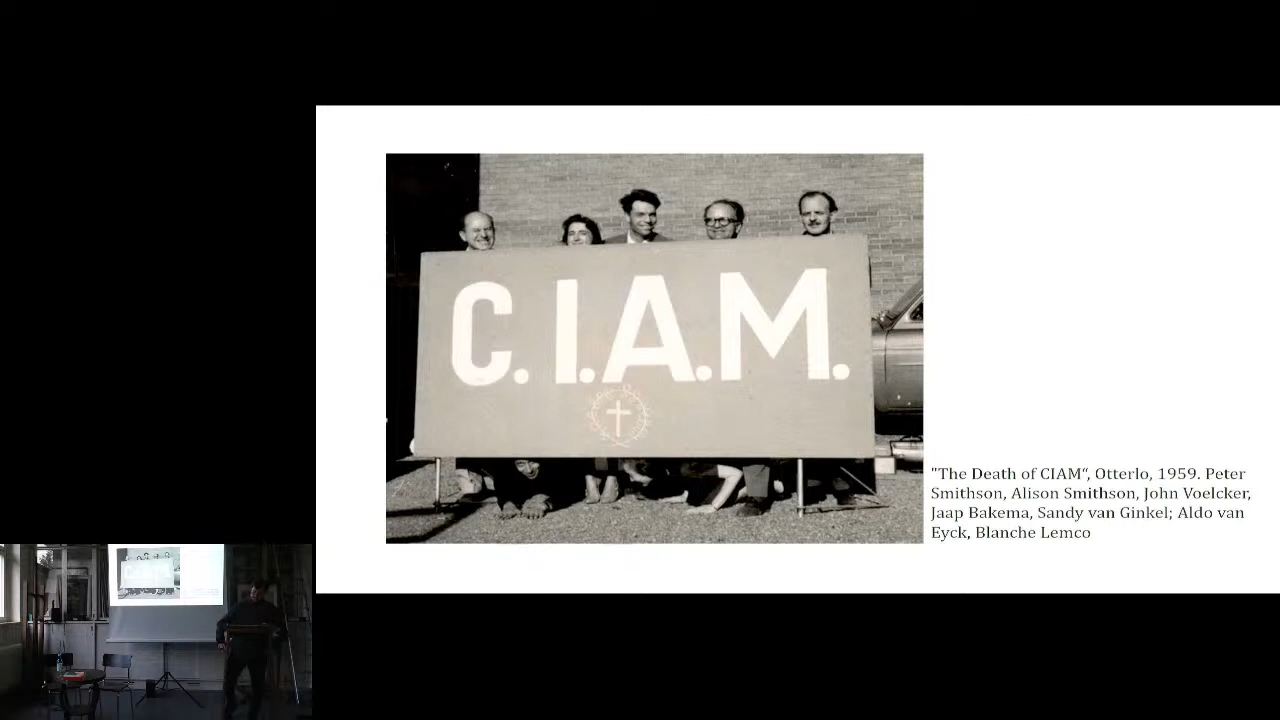 C.I.A.M.
"The Death of CIAM“, Otterlo, 1959. Peter
Smithson, Alison Smithson, John Voelcker,
Jaap Bakema, Sandy van Ginkel; Aldo van
Eyck, Blanche Lemco